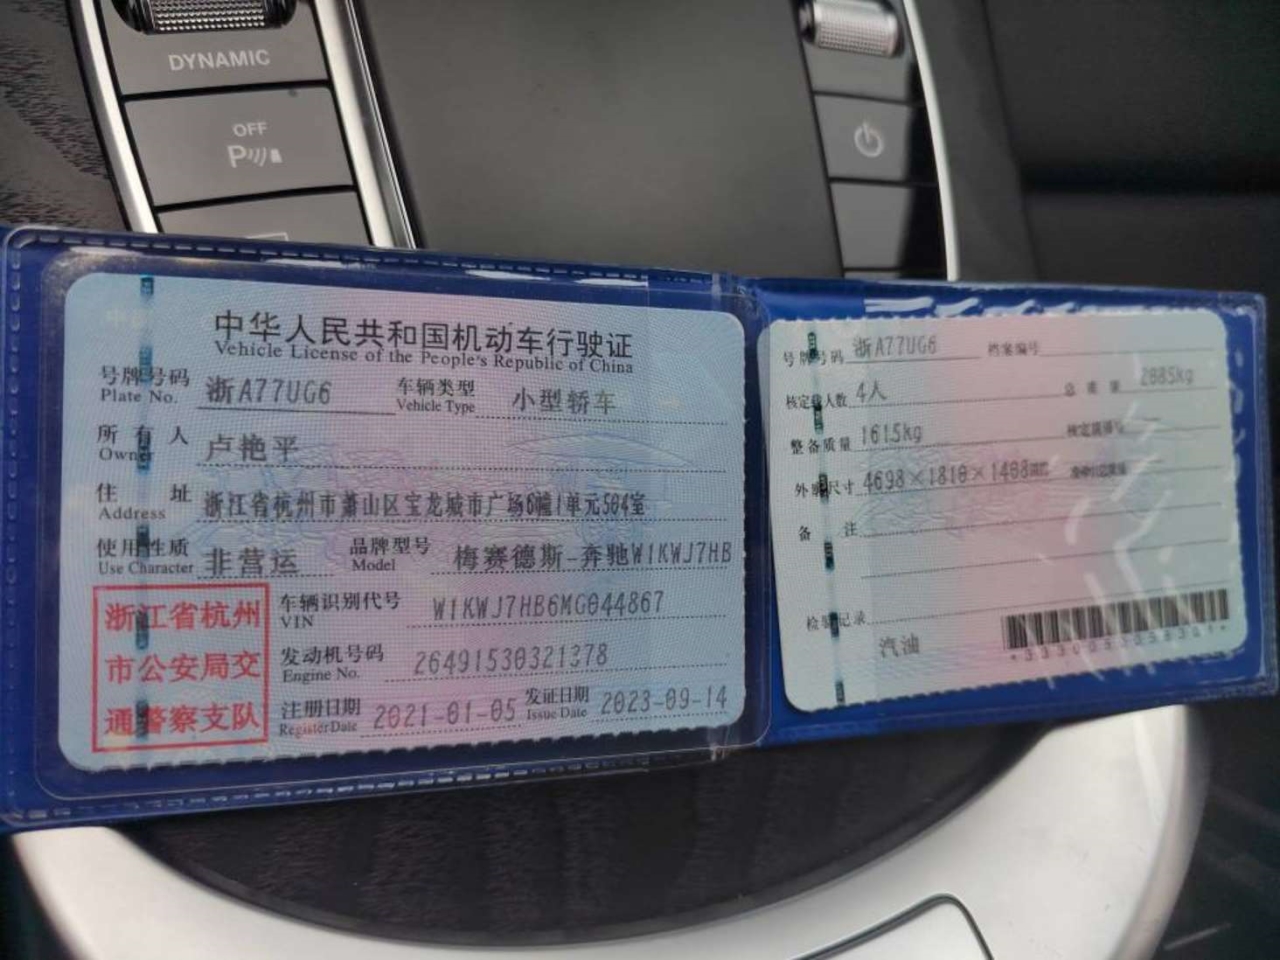 DYNAMIC
OFF
P
中华人民共和国机动车行驶证
Vehicle License of the People's Republic of China
号牌号码 浙A77UG6 车辆类型 小型轿车
Plate No. Vehicle Type
所有人 卢艳平
Owner
住址 浙江省杭州市萧山区宝龙城市广场6幢1单元504室
Address
使用性质 非营运 品牌型号 梅赛德斯-奔驰W1KWJ7HB
Use Character Model
浙江省杭州
市公安局交
通警察支队
车辆识别代号 W1KWJ7HB6MG044867
VIN
发动机号码 26491530321378
Engine No.
注册日期 2021-01-05 发证日期 2023-09-14
Register Date Issue Date
号牌号码 浙A77UG6 档案编号
核定载人数 4人 总质量 2085kg
整备质量 1615kg 核定载质量
外廓尺寸 4698×1810×1408
备注
检验记录
汽油